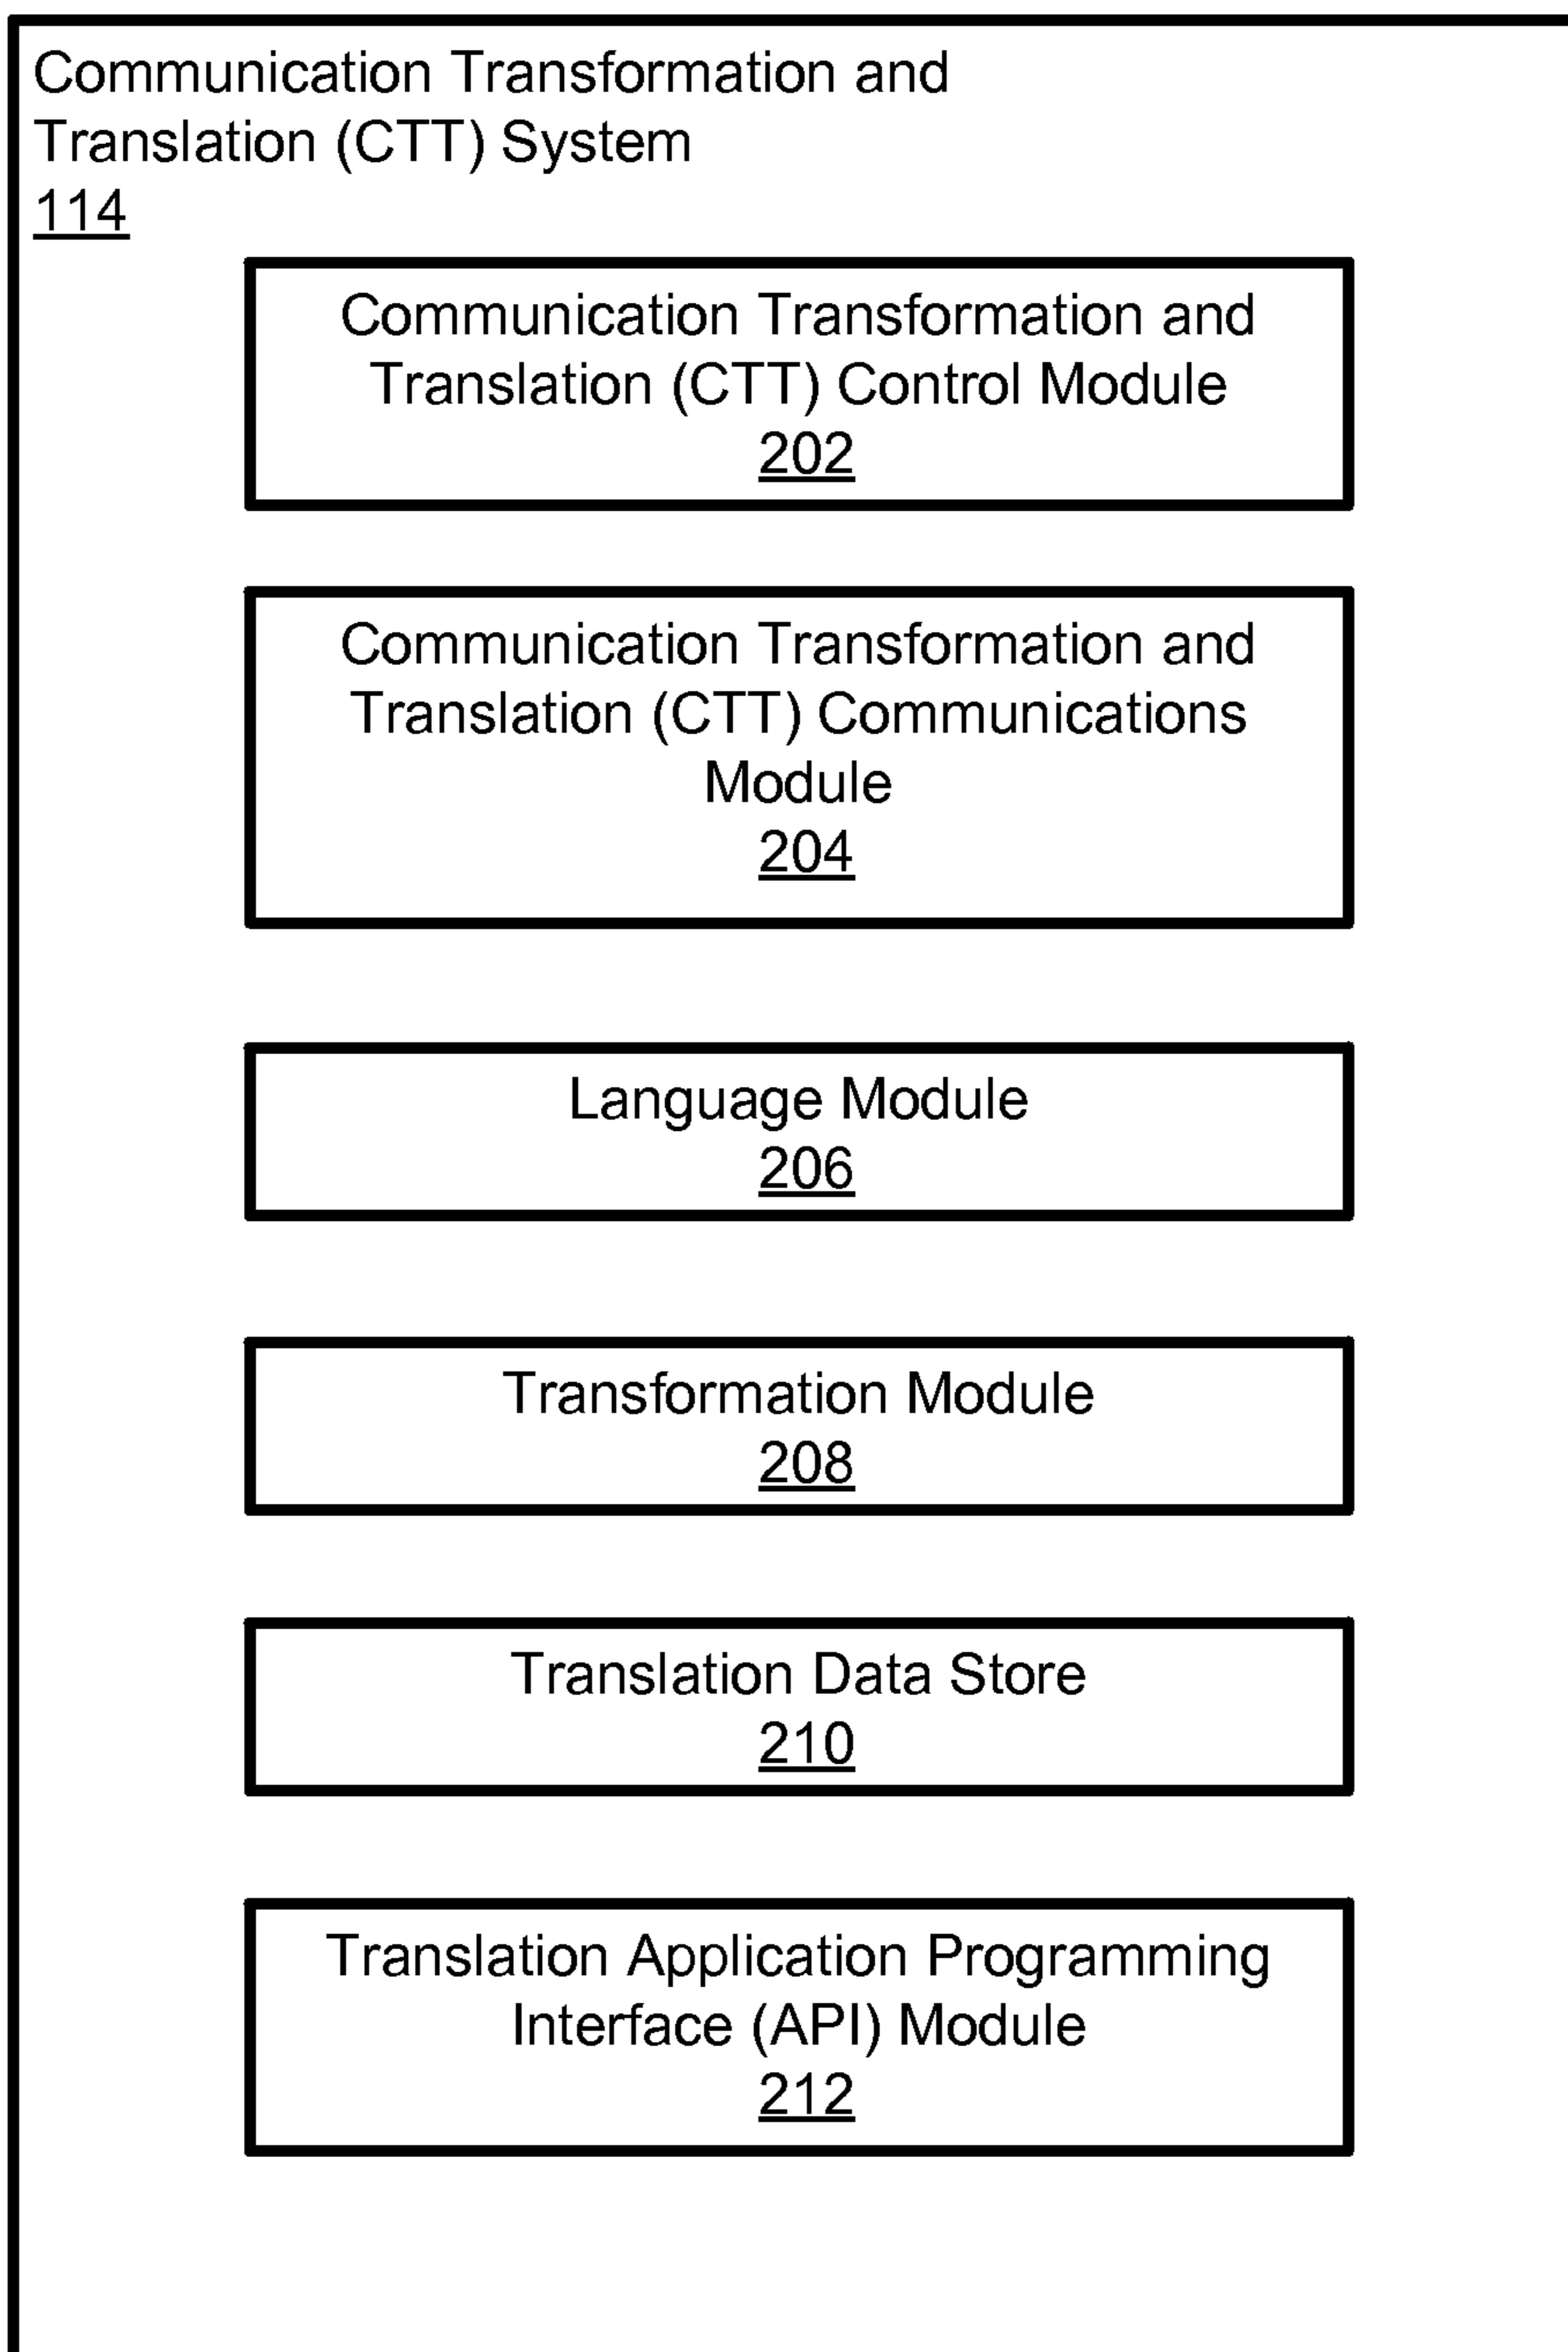 Communication Transformation and
Translation (CTT) System
114
Communication Transformation and
Translation (CTT) Control Module
202
Communication Transformation and
Translation (CTT) Communications
Module
204
Language Module
206
Transformation Module
208
Translation Data Store
210
Translation Application Programming
Interface (API) Module
212